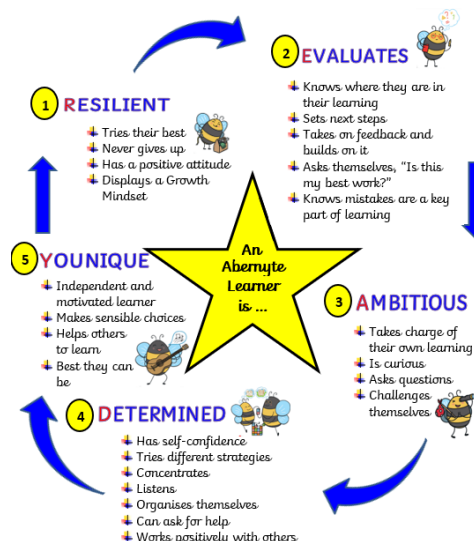 1 RESILIENT
Tries their best
Never gives up
Has a positive attitude
Displays a Growth
Mindset
2 EVALUATES
Knows where they are in
their learning
Sets next steps
Takes on feedback and
builds on it
Asks themselves, “Is this
my best work?”
Knows mistakes are a key
part of learning
An
Abernyte
Learner
is ...
3 AMBITIOUS
Takes charge of
their own learning
Is curious
Asks questions
Challenges
themselves
4 DETERMINED
Has self-confidence
Tries different strategies
Concentrates
Listens
Organises themselves
Can ask for help
Works positively with others
5 YOUNIQUE
Independent and
motivated learner
Makes sensible choices
Helps others
to learn
Best they can
be